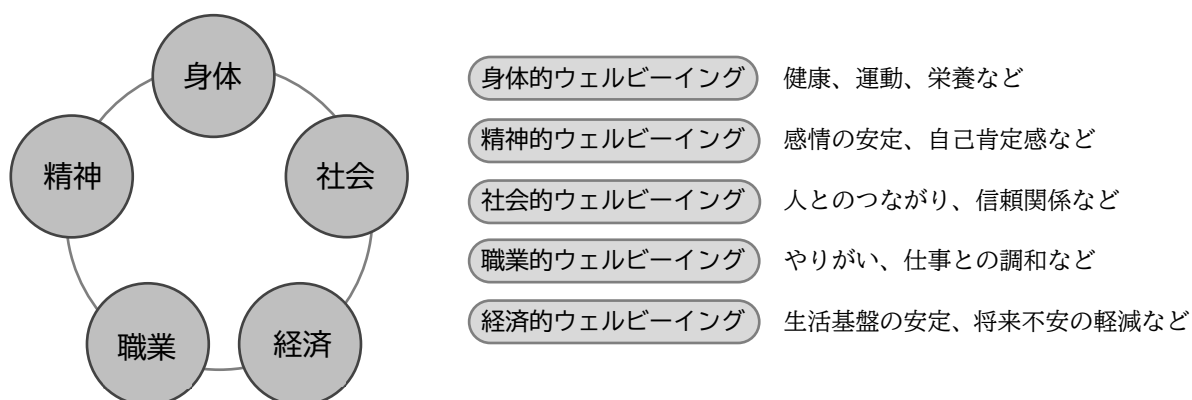 身体
精神
社会
職業
経済
身体的ウェルビーイング 健康、運動、栄養など
精神的ウェルビーイング 感情の安定、自己肯定感など
社会的ウェルビーイング 人とのつながり、信頼関係など
職業的ウェルビーイング やりがい、仕事との調和など
経済的ウェルビーイング 生活基盤の安定、将来不安の軽減など